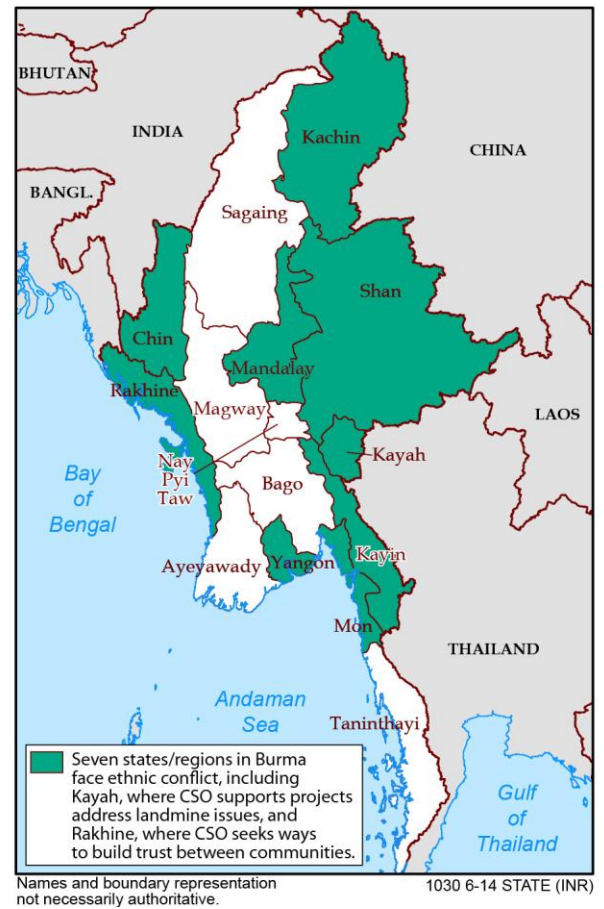 BHUTAN
INDIA
CHINA
BANGL.
Kachin
Sagaing
Shan
Chin
Mandalay
Rakhine
Magway
LAOS
Nay
Pyi
Taw
Kayah
Bay
of
Bengal
Bago
Ayeyawady
Yangon
Kayin
Mon
THAILAND
Andaman
Sea
Taninthayi
Gulf
of
Thailand
Seven states/regions in Burma
face ethnic conflict, including
Kayah, where CSO supports projects
address landmine issues, and
Rakhine, where CSO seeks ways
to build trust between communities.
Names and boundary representation
not necessarily authoritative.
1030 6-14 STATE (INR)